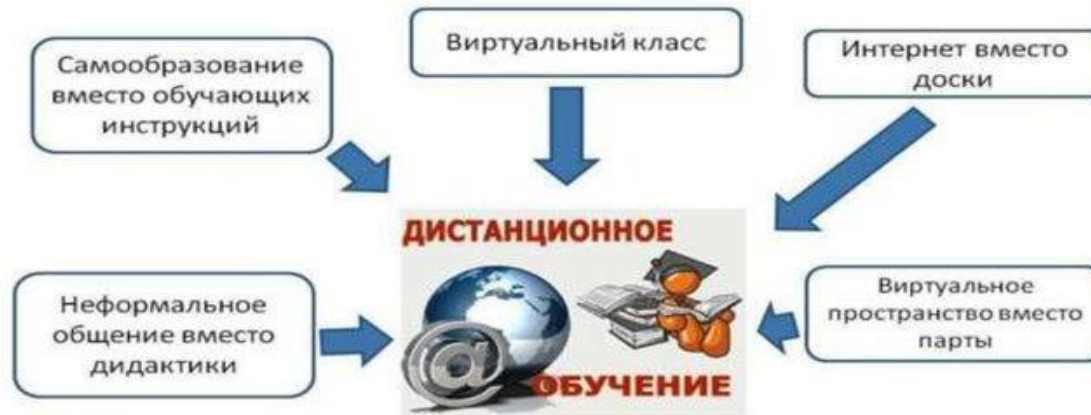 Самообразование
вместо обучающих
инструкций
Виртуальный класс
Интернет вместо
доски
ДИСТАНЦИОННОЕ
@
ОБУЧЕНИЕ
Неформальное
общение вместо
дидактики
Виртуальное
пространство вместо
парты